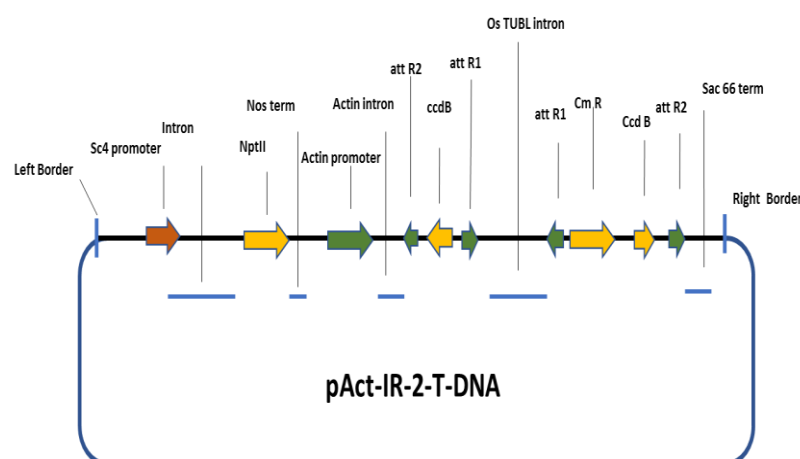 Os TUBL intron
att R2
att R1
Sac 66 term
Nos term
Actin intron
ccdB
att R1
Cm R
att R2
Intron
Ccd B
Sc4 promoter
NptII
Actin promoter
Left Border
Right Border
pAct-IR-2-T-DNA